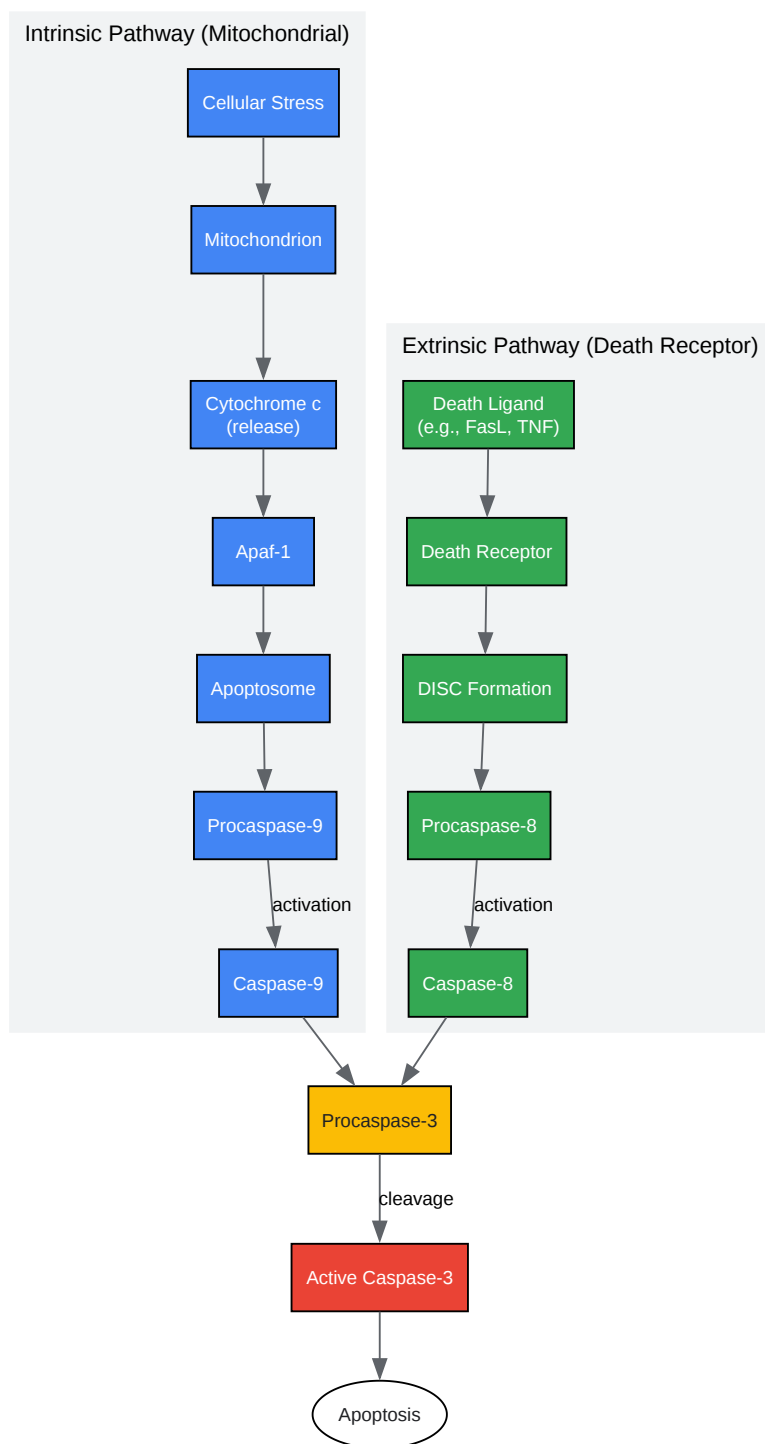 Intrinsic Pathway (Mitochondrial)
Cellular Stress
Mitochondrion
Cytochrome c
(release)
Apaf-1
Apoptosome
Procaspase-9
activation
Caspase-9
Extrinsic Pathway (Death Receptor)
Death Ligand
(e.g., FasL, TNF)
Death Receptor
DISC Formation
Procaspase-8
activation
Caspase-8
Procaspase-3
cleavage
Active Caspase-3
Apoptosis